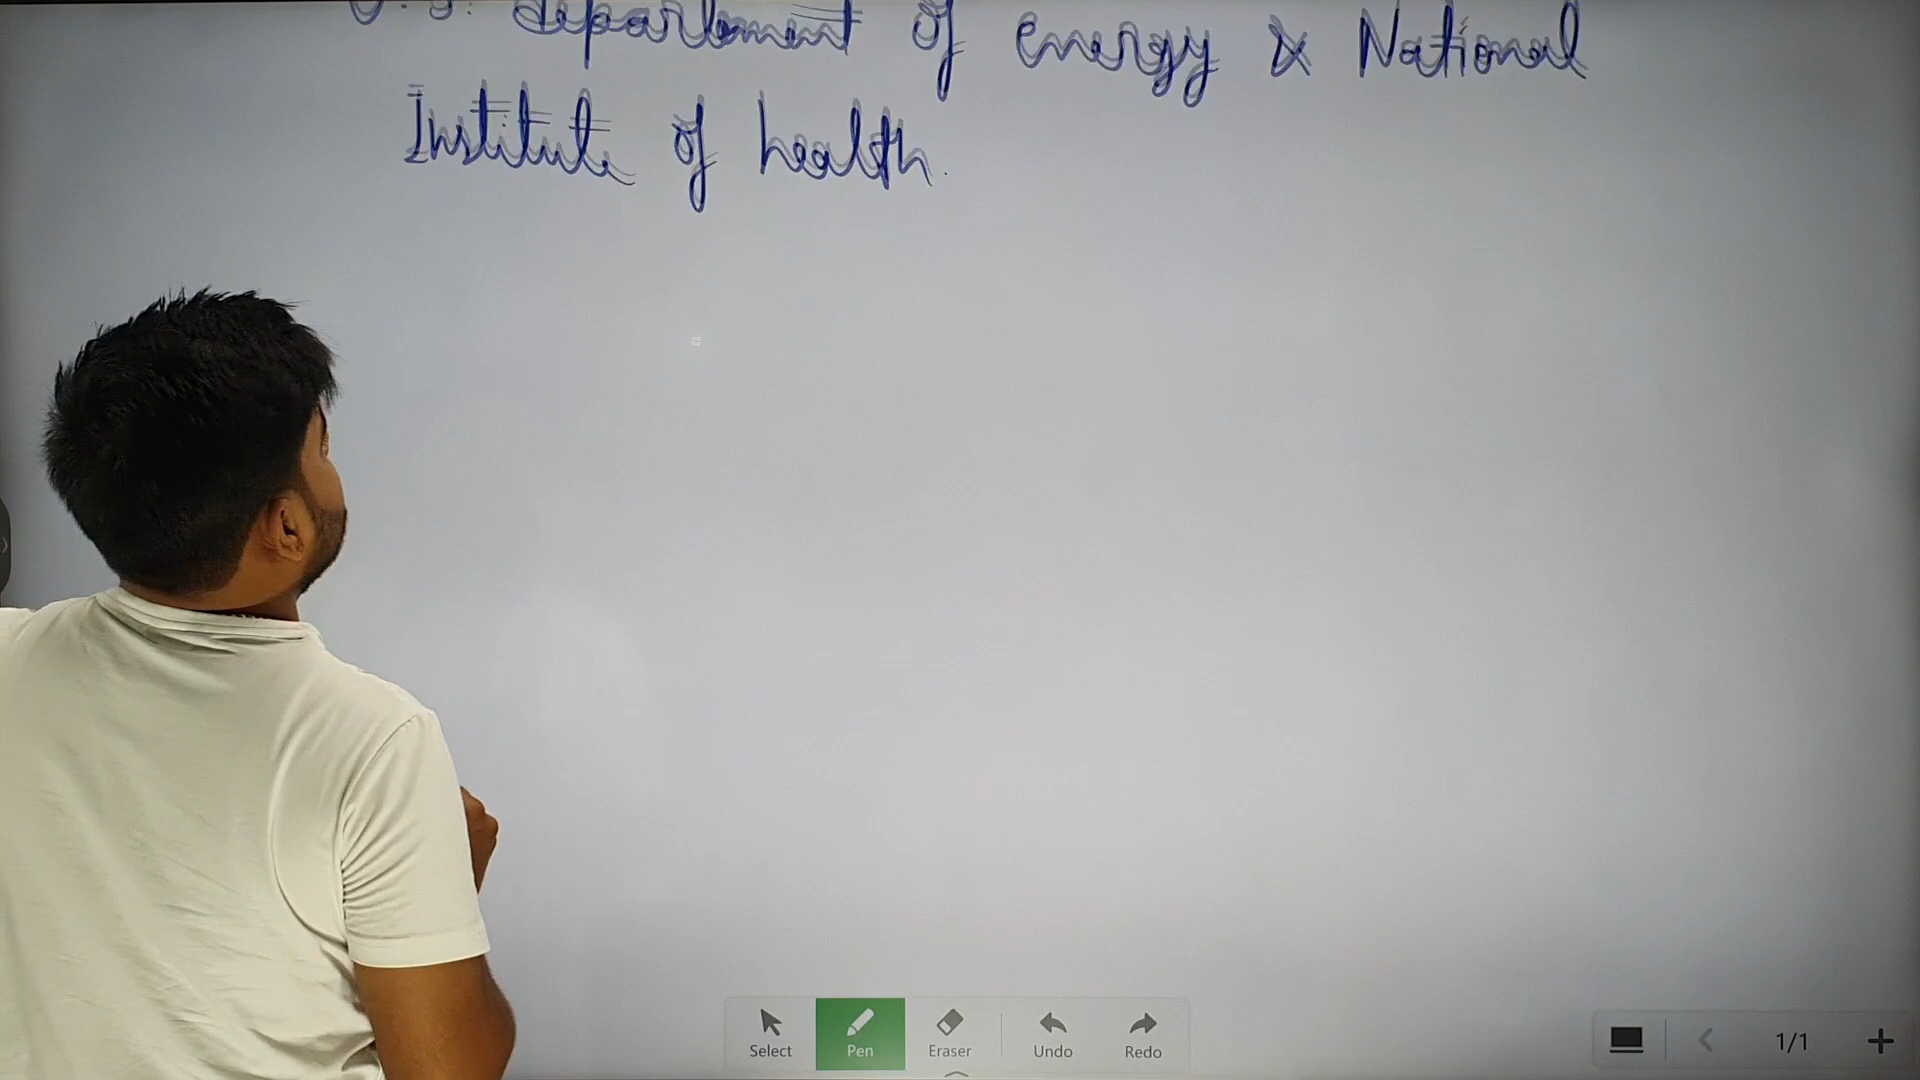 U.S. Department of Energy & National
Institute of health.
Select
Pen
Eraser
Undo
Redo
1/1